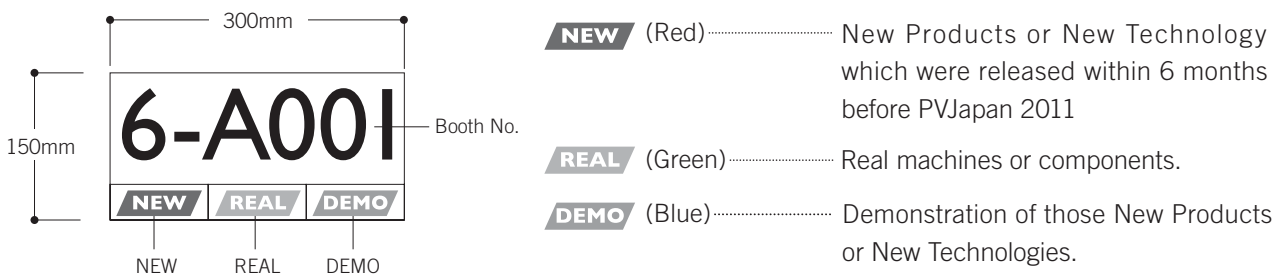 300mm
150mm
6-A001
Booth No.
NEW REAL DEMO
NEW REAL DEMO
NEW (Red) New Products or New Technology
which were released within 6 months
before PVJapan 2011
REAL (Green) Real machines or components.
DEMO (Blue) Demonstration of those New Products
or New Technologies.